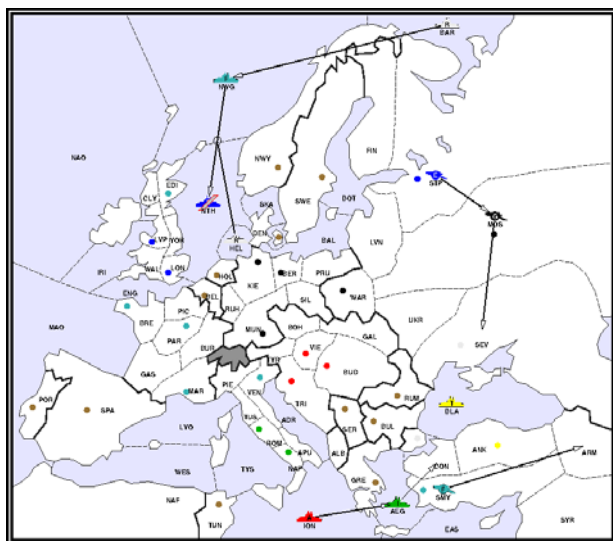 BAR
NWG
NAO
FIN
NWY
EDI
CLY
STP
SWE
BOT
NTH
SKA
MOS
LVP
YOR
DEN
HEL
BAL
LVN
IRI
WAL
LON
HOL
KIE
BER
PRU
ENG
BEL
RUH
SIL
WAR
PIC
UKR
BRE
MUN
BOH
GAL
MAO
PAR
BUR
VIE
SEV
TYR
BUD
GAS
MAR
PIE
VEN
TRI
RUM
BLA
POR
SPA
TUS
ADR
SER
BUL
ANK
LYO
ROM
CON
ARM
APU
ALB
WES
TYS
NAP
SMY
GRE
NAF
AEG
TUN
ION
EAS
SYR